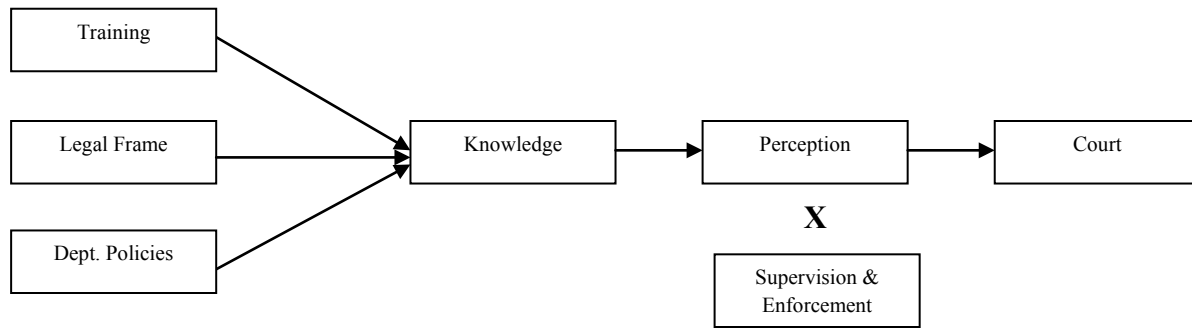 Training
Legal Frame
Knowledge
Perception
Court
Dept. Policies
X
Supervision &
Enforcement